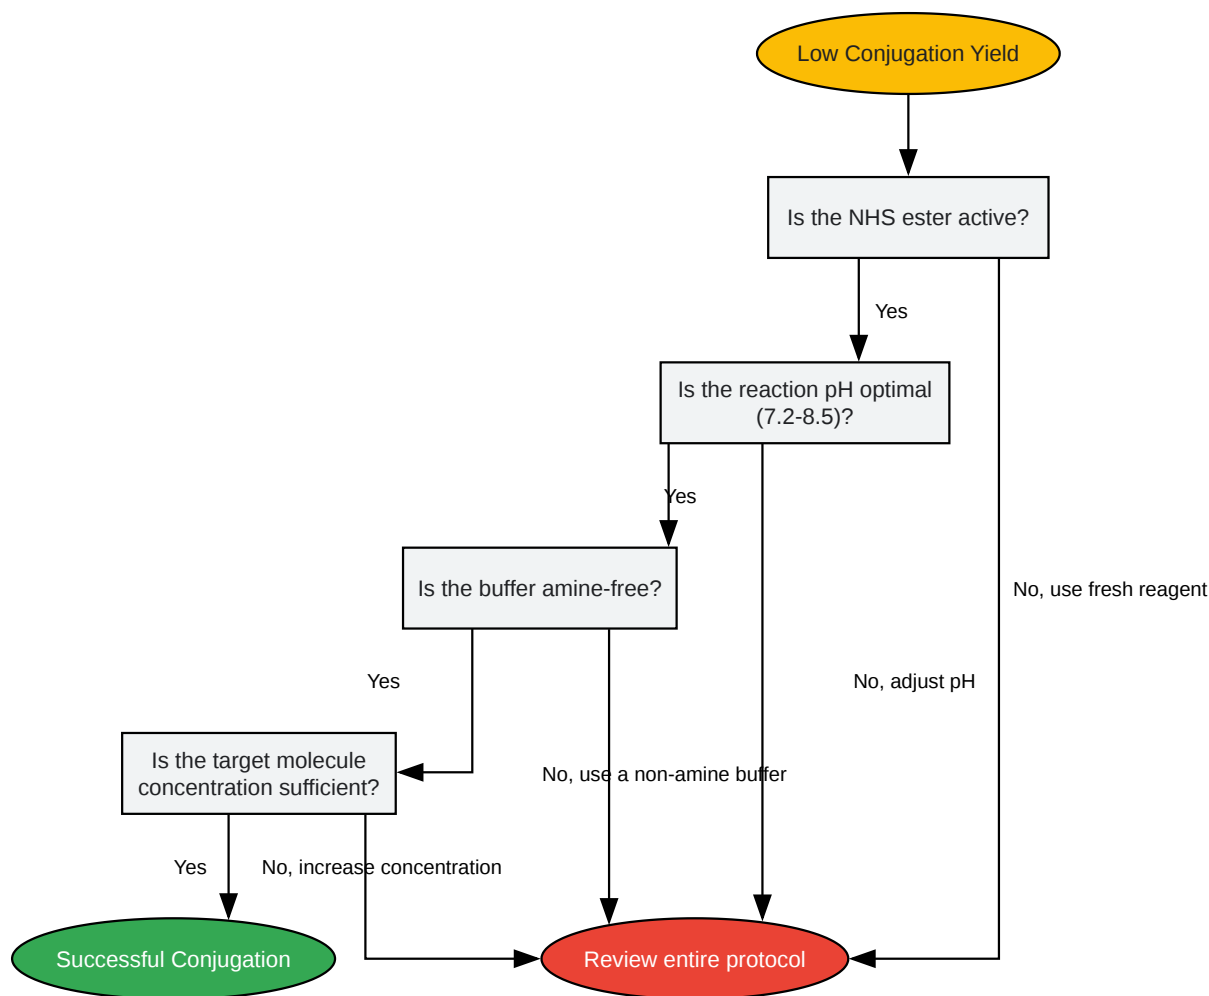 Low Conjugation Yield
Is the NHS ester active?
Yes
Is the reaction pH optimal
(7.2-8.5)?
Yes
Is the buffer amine-free?
No, use fresh reagent
Yes
No, adjust pH
Is the target molecule
concentration sufficient?
No, use a non-amine buffer
Yes
No, increase concentration
Successful Conjugation
Review entire protocol